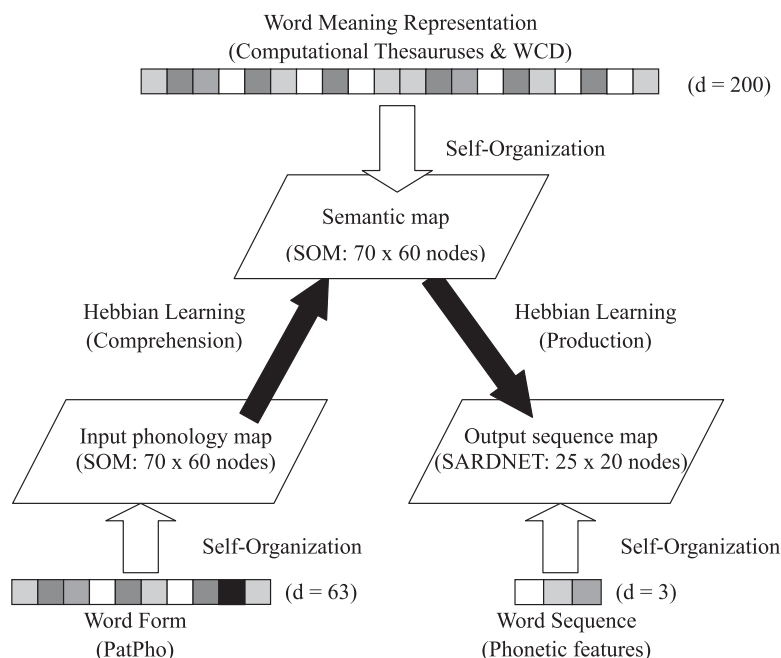 Word Meaning Representation
(Computational Thesauruses & WCD)
(d = 200)
Self-Organization
Semantic map
(SOM: 70 x 60 nodes)
Hebbian Learning
(Comprehension)
Hebbian Learning
(Production)
Input phonology map
(SOM: 70 x 60 nodes)
Output sequence map
(SARDNET: 25 x 20 nodes)
Self-Organization
Self-Organization
(d = 63)
(d = 3)
Word Form
(PatPho)
Word Sequence
(Phonetic features)